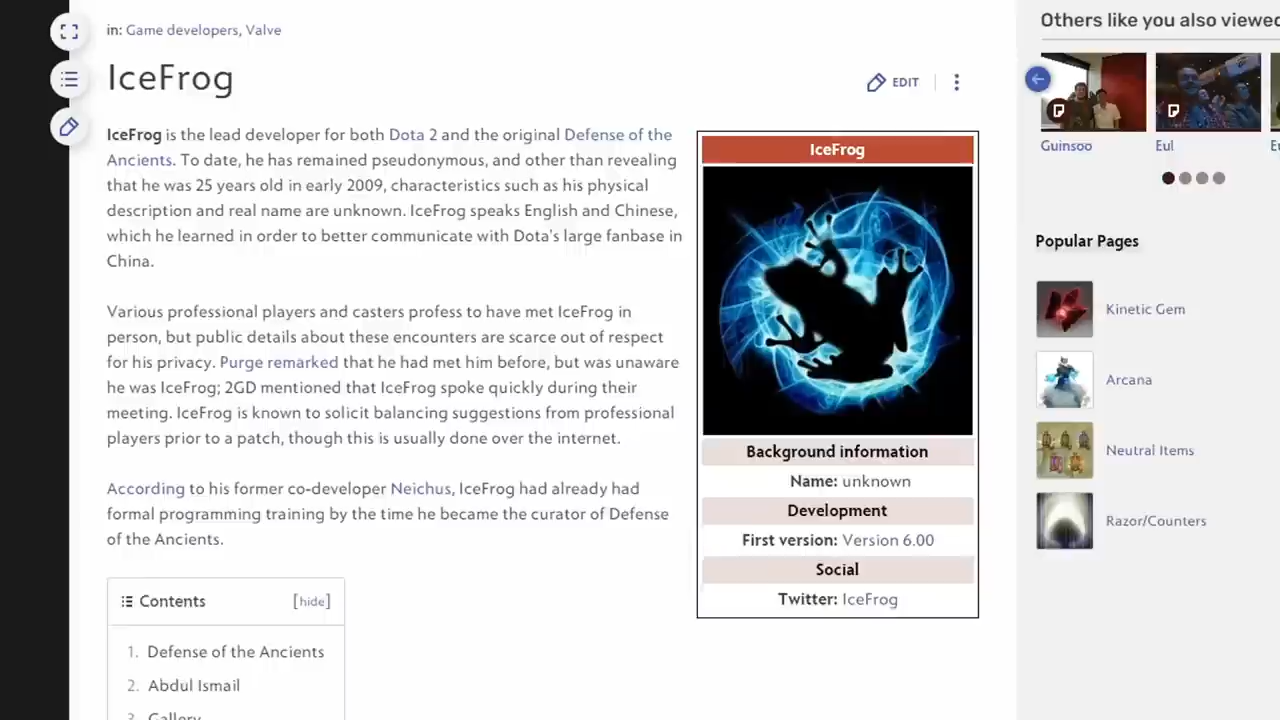 in: Game developers, Valve
IceFrog
EDIT
IceFrog is the lead developer for both Dota 2 and the original Defense of the
Ancients. To date, he has remained pseudonymous, and other than revealing
that he was 25 years old in early 2009, characteristics such as his physical
description and real name are unknown. IceFrog speaks English and Chinese,
which he learned in order to better communicate with Dota's large fanbase in
China.
Various professional players and casters profess to have met IceFrog in
person, but public details about these encounters are scarce out of respect
for his privacy. Purge remarked that he had met him before, but was unaware
he was IceFrog; 2GD mentioned that IceFrog spoke quickly during their
meeting. IceFrog is known to solicit balancing suggestions from professional
players prior to a patch, though this is usually done over the internet.
According to his former co-developer Neichus, IceFrog had already had
formal programming training by the time he became the curator of Defense
of the Ancients.
Contents [hide]
1. Defense of the Ancients
2. Abdul Ismail
3. Gallery
IceFrog
Background information
Name: unknown
Development
First version: Version 6.00
Social
Twitter: IceFrog
Others like you also viewed
Guinsoo
Eul
Popular Pages
Kinetic Gem
Arcana
Neutral Items
Razor/Counters